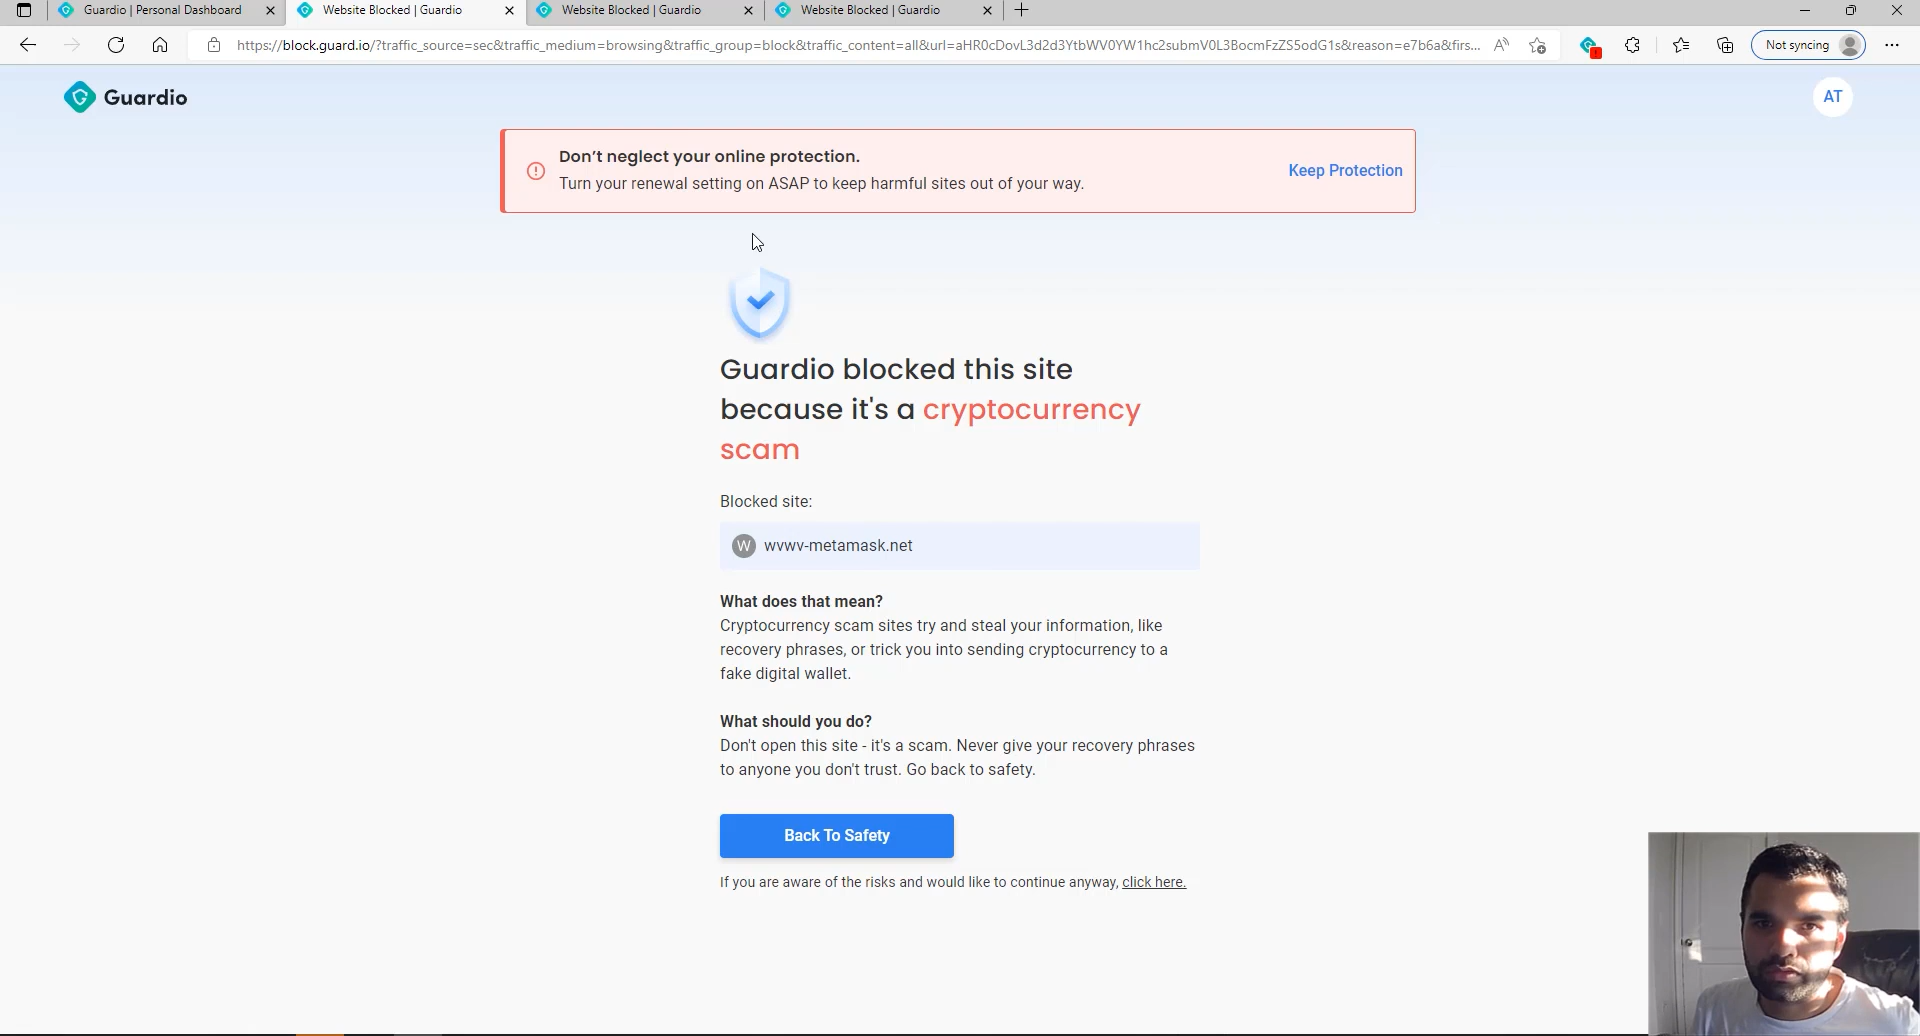 Guardio | Personal Dashboard
Website Blocked | Guardio
Website Blocked | Guardio
Website Blocked | Guardio
https://block.guard.io/?traffic_source=sec&traffic_medium=browsing&traffic_group=block&traffic_content=all&url=aHR0cDovL3d2d3YtbWV0YW1hc2submV0L3BocmFzZS5odG1s&reason=e7b6a&firs...
Not syncing
Guardio
AT
Don't neglect your online protection.
Turn your renewal setting on ASAP to keep harmful sites out of your way.
Keep Protection
Guardio blocked this site
because it's a cryptocurrency
scam
Blocked site:
W wvwv-metamask.net
What does that mean?
Cryptocurrency scam sites try and steal your information, like
recovery phrases, or trick you into sending cryptocurrency to a
fake digital wallet.
What should you do?
Don't open this site - it's a scam. Never give your recovery phrases
to anyone you don't trust. Go back to safety.
Back To Safety
If you are aware of the risks and would like to continue anyway, click here.